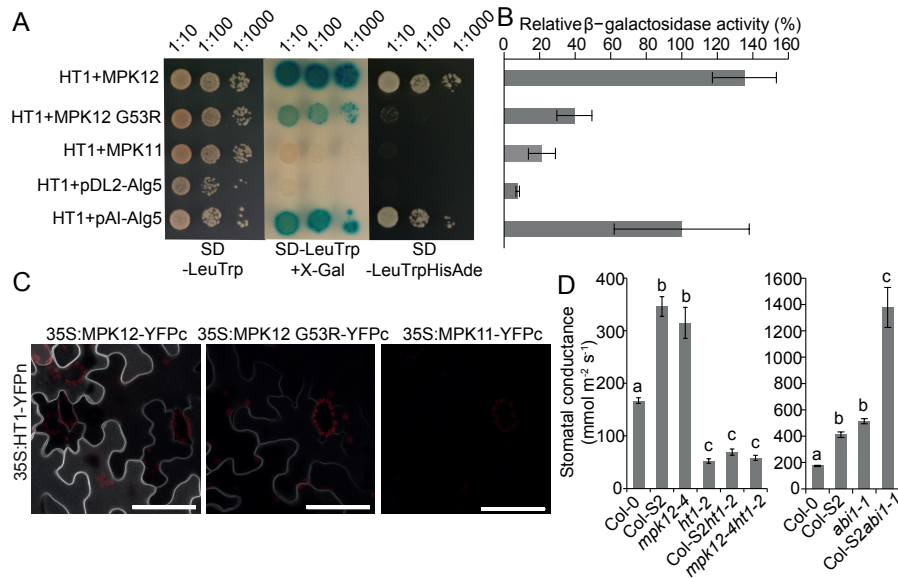 A
1:10 1:100 1:1000 1:10 1:100 1:1000 1:10 1:100 1:1000
HT1+MPK12
HT1+MPK12 G53R
HT1+MPK11
HT1+pDL2-Alg5
HT1+pAI-Alg5
SD
-LeuTrp
SD-LeuTrp
+X-Gal
SD
-LeuTrpHisAde
B
Relative β−galactosidase activity (%)
0 20 40 60 80 100 120 140 160
C
35S:MPK12-YFPc 35S:MPK12 G53R-YFPc 35S:MPK11-YFPc
35S:HT1-YFPn
D
Stomatal conductance
(mmol m⁻² s⁻¹)
400
300
200
100
0
a b b c c c
Col-0 Col-S2 mpk12-4 ht1-2 Col-S2ht1-2 mpk12-4ht1-2
1600
1400
1200
1000
800
600
400
200
0
a b b c
Col-0 Col-S2 abi1-1 Col-S2abi1-1